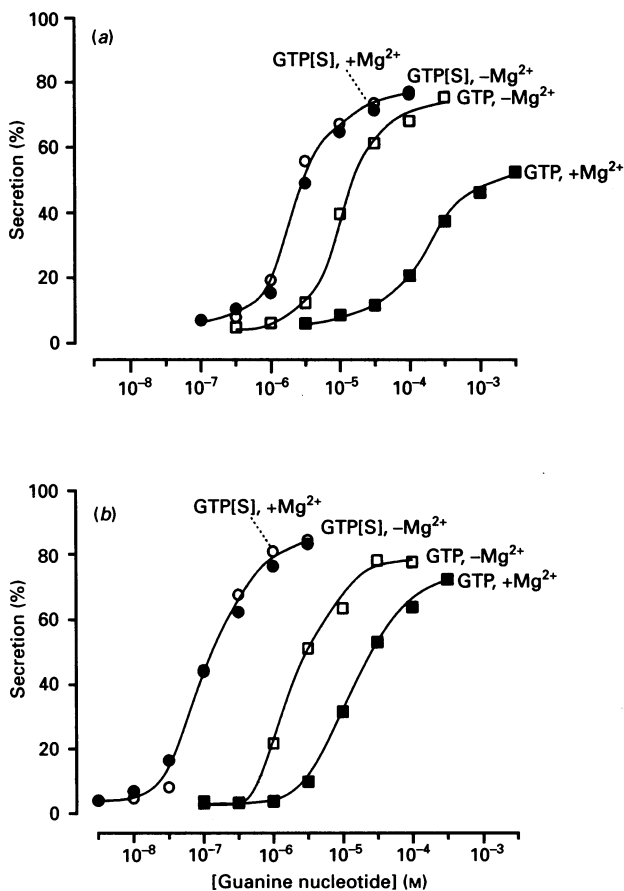 (a)
GTP[S], +Mg²⁺
GTP[S], −Mg²⁺
GTP, −Mg²⁺
GTP, +Mg²⁺
Secretion (%)
100
80
60
40
20
0
10⁻⁸ 10⁻⁷ 10⁻⁶ 10⁻⁵ 10⁻⁴ 10⁻³
(b)
GTP[S], +Mg²⁺
GTP[S], −Mg²⁺
GTP, −Mg²⁺
GTP, +Mg²⁺
Secretion (%)
100
80
60
40
20
0
10⁻⁸ 10⁻⁷ 10⁻⁶ 10⁻⁵ 10⁻⁴ 10⁻³
[Guanine nucleotide] (M)